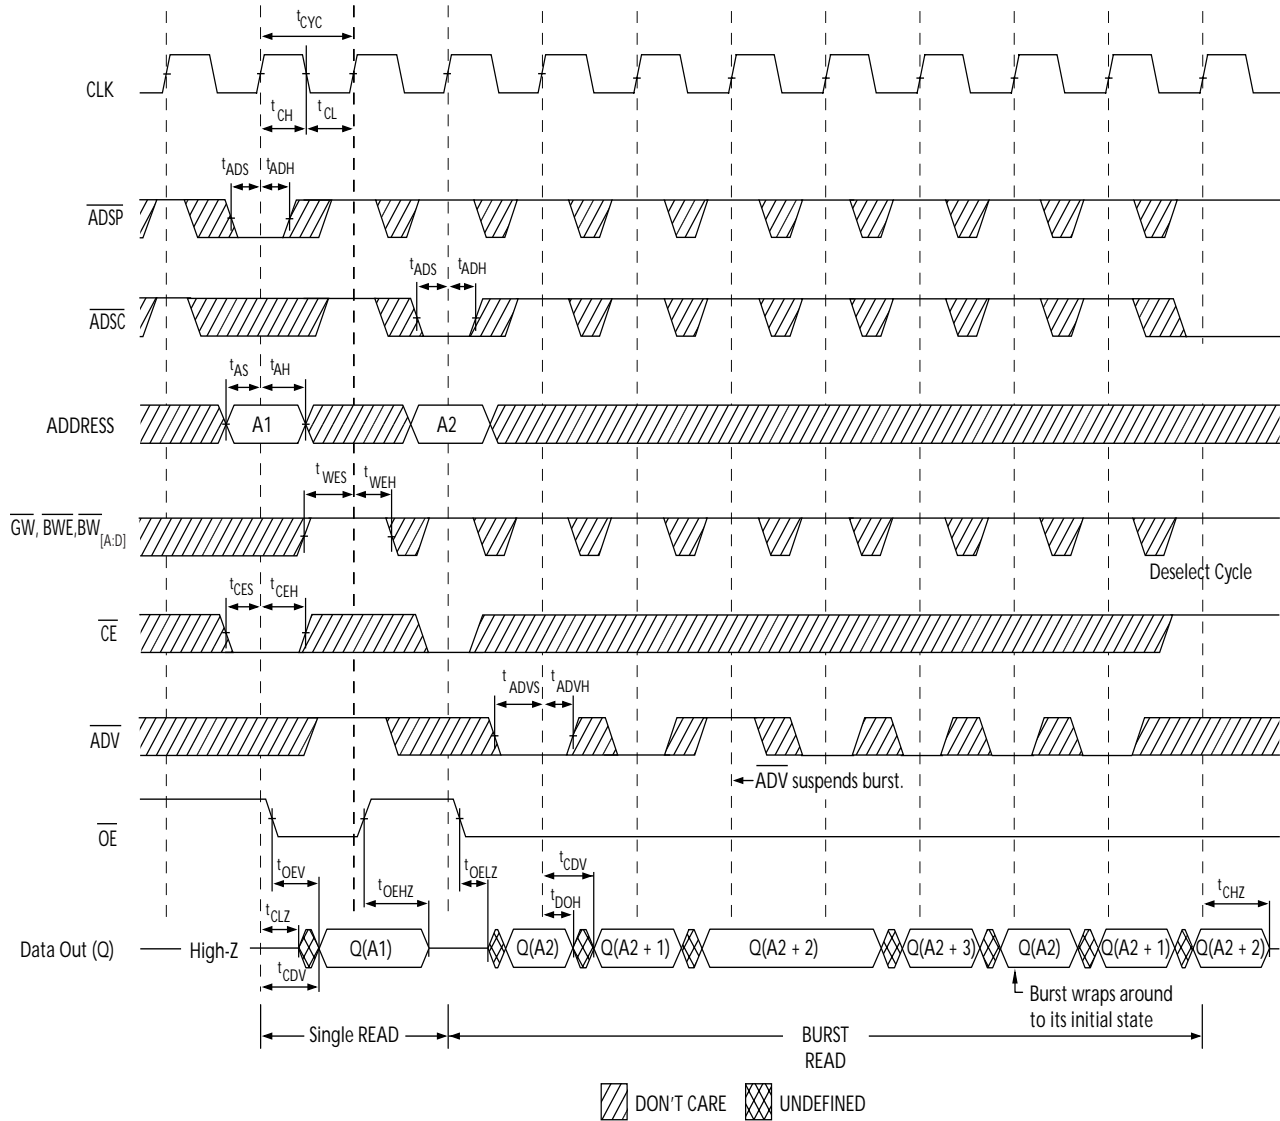 tCYC
CLK
tCH
tCL
tADS
tADH
ADSP
tADS
tADH
ADSC
tAS
tAH
ADDRESS
A1
A2
tWES
tWEH
GW, BWE,BW[A:D]
Deselect Cycle
tCES
tCEH
CE
tADVS
tADVH
ADV
ADV suspends burst.
OE
tOEV
tOEHZ
tOELZ
tCDV
tDOH
tCLZ
tCHZ
Data Out (Q)
High-Z
Q(A1)
Q(A2)
Q(A2 + 1)
Q(A2 + 2)
Q(A2 + 3)
Q(A2)
Q(A2 + 1)
Q(A2 + 2)
tCDV
Burst wraps around
to its initial state
Single READ
BURST
READ
DON'T CARE
UNDEFINED